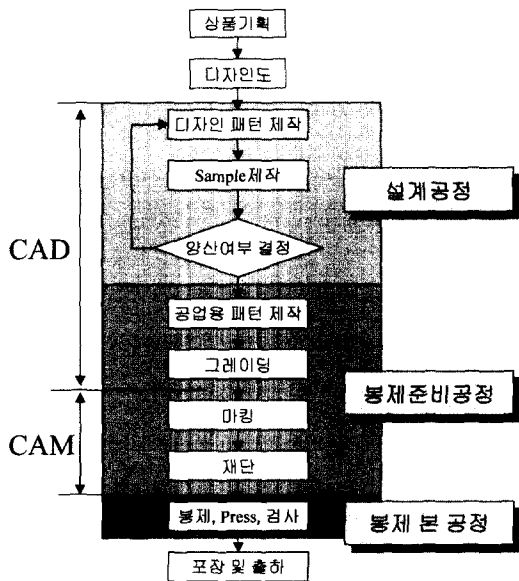 상품기획
디자인도
디자인 패턴 제작
Sample제작
설계공정
양산여부 결정
CAD
공업용 패턴 제작
그레이딩
봉제준비공정
마킹
CAM
재단
봉제, Press, 검사
봉제 본 공정
포장 및 출하